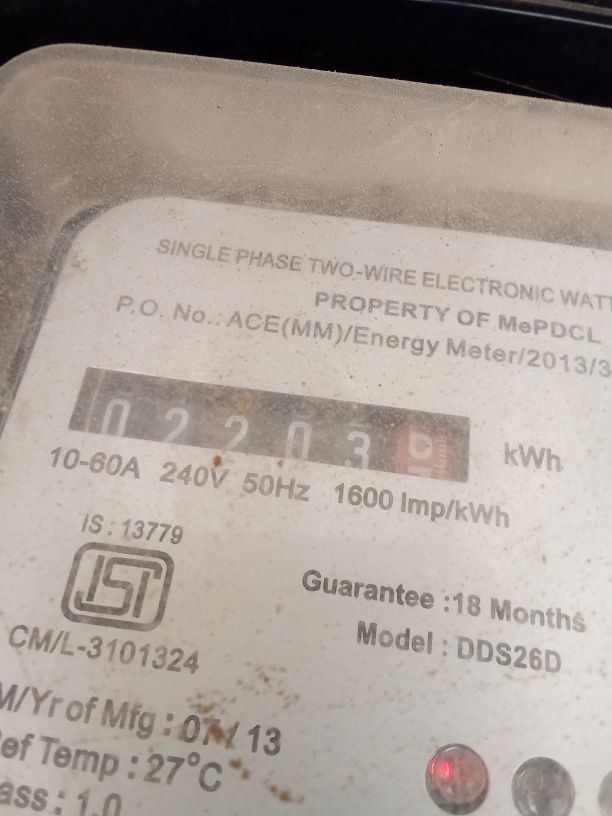 SINGLE PHASE TWO-WIRE ELECTRONIC WATT
PROPERTY OF MePDCL
P.O. No.: ACE(MM)/Energy Meter/2013/3
02203 kWh
10-60A 240V 50Hz 1600 Imp/kWh
IS : 13779
ISI
CM/L-3101324
Guarantee :18 Months
Model : DDS26D
M/Yr of Mfg : 07/13
ef Temp : 27°C
ass : 1.0